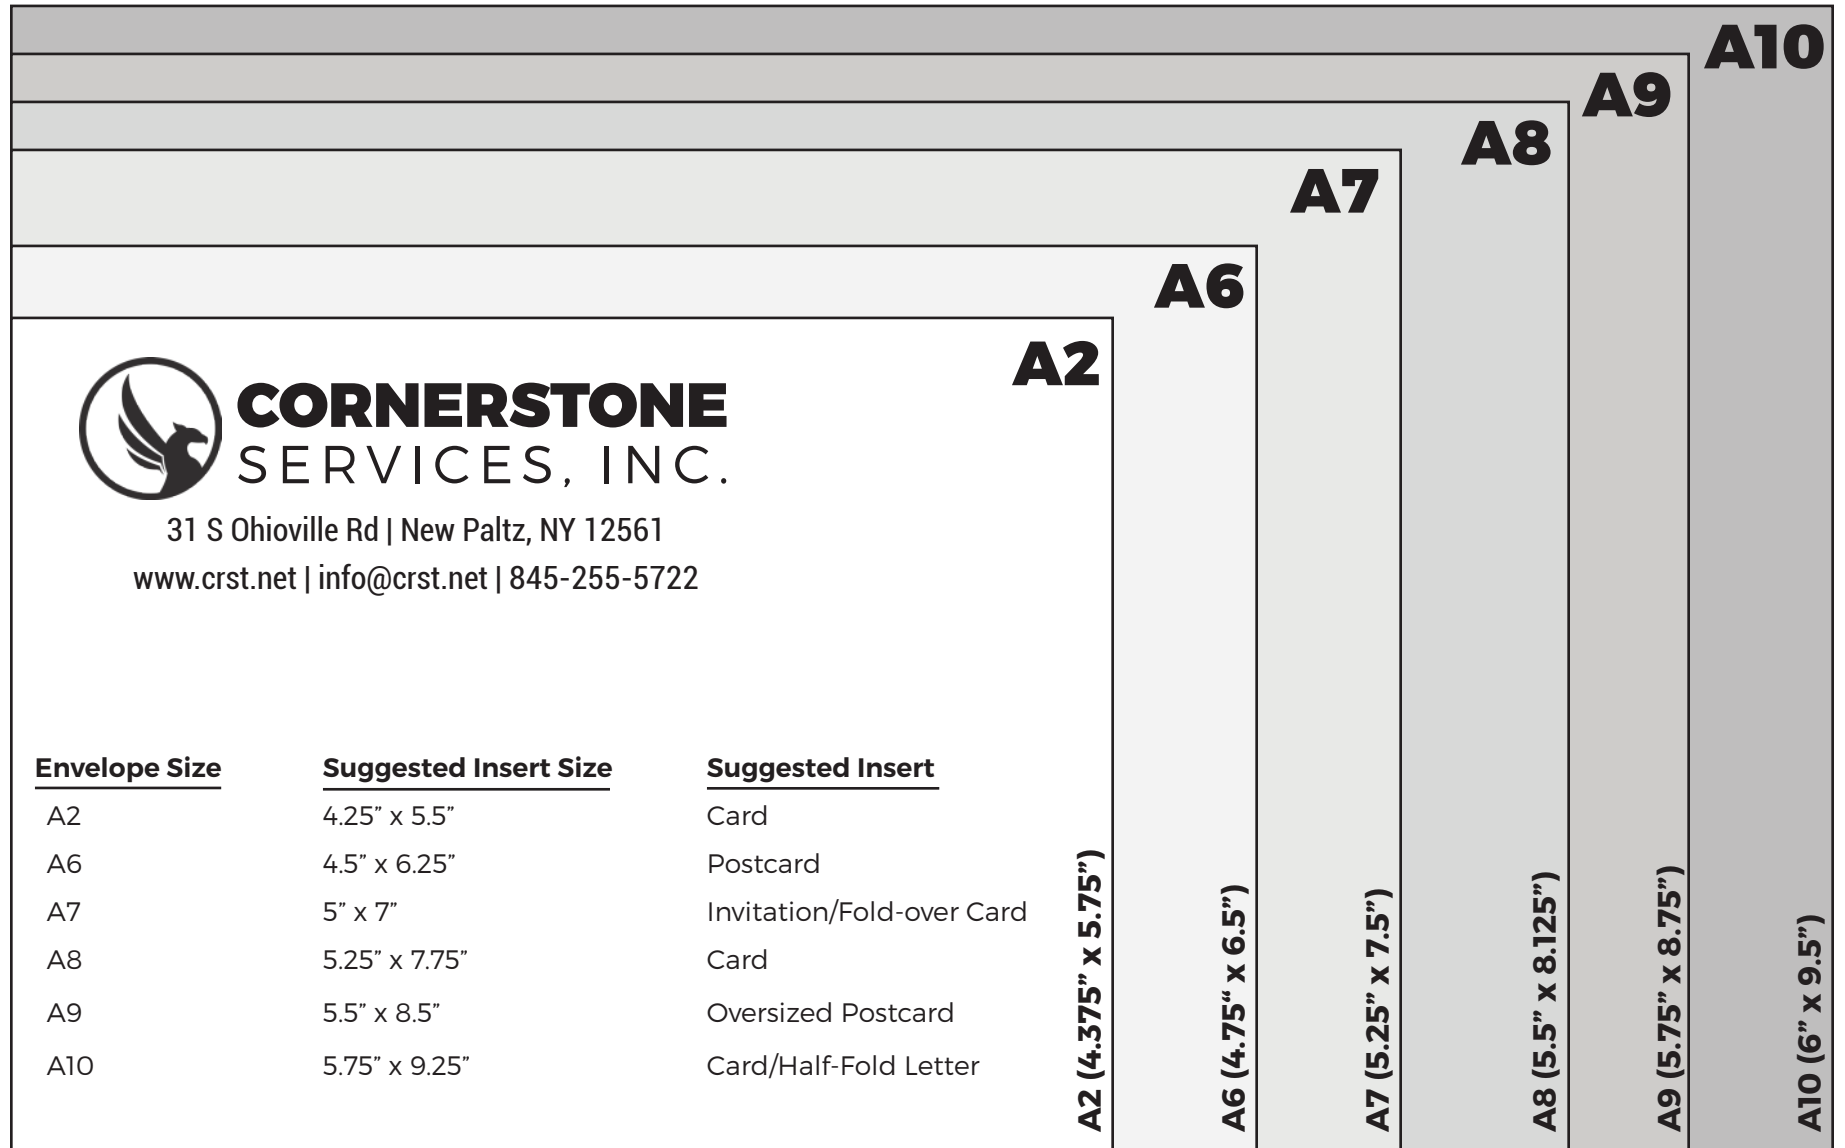 A10
A9
A8
A7
A6
A2
CORNERSTONE
SERVICES, INC.
31 S Ohioville Rd | New Paltz, NY 12561
www.crst.net | info@crst.net | 845-255-5722
Envelope Size Suggested Insert Size Suggested Insert
A2 4.25” x 5.5” Card
A6 4.5” x 6.25” Postcard
A7 5” x 7” Invitation/Fold-over Card
A8 5.25” x 7.75” Card
A9 5.5” x 8.5” Oversized Postcard
A10 5.75” x 9.25” Card/Half-Fold Letter
A2 (4.375” x 5.75”)
A6 (4.75“ x 6.5”)
A7 (5.25” x 7.5”)
A8 (5.5” x 8.125”)
A9 (5.75” x 8.75”)
A10 (6” x 9.5”)